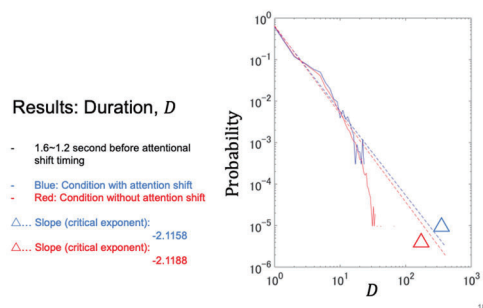 Results: Duration, D
- 1.6~1.2 second before attentional
shift timing
- Blue: Condition with attention shift
- Red: Condition without attention shift
△... Slope (critical exponent):
-2.1158
△... Slope (critical exponent):
-2.1188
Probability
10^0
10^-1
10^-2
10^-3
10^-4
10^-5
10^-6
10^0
10^1
10^2
10^3
D